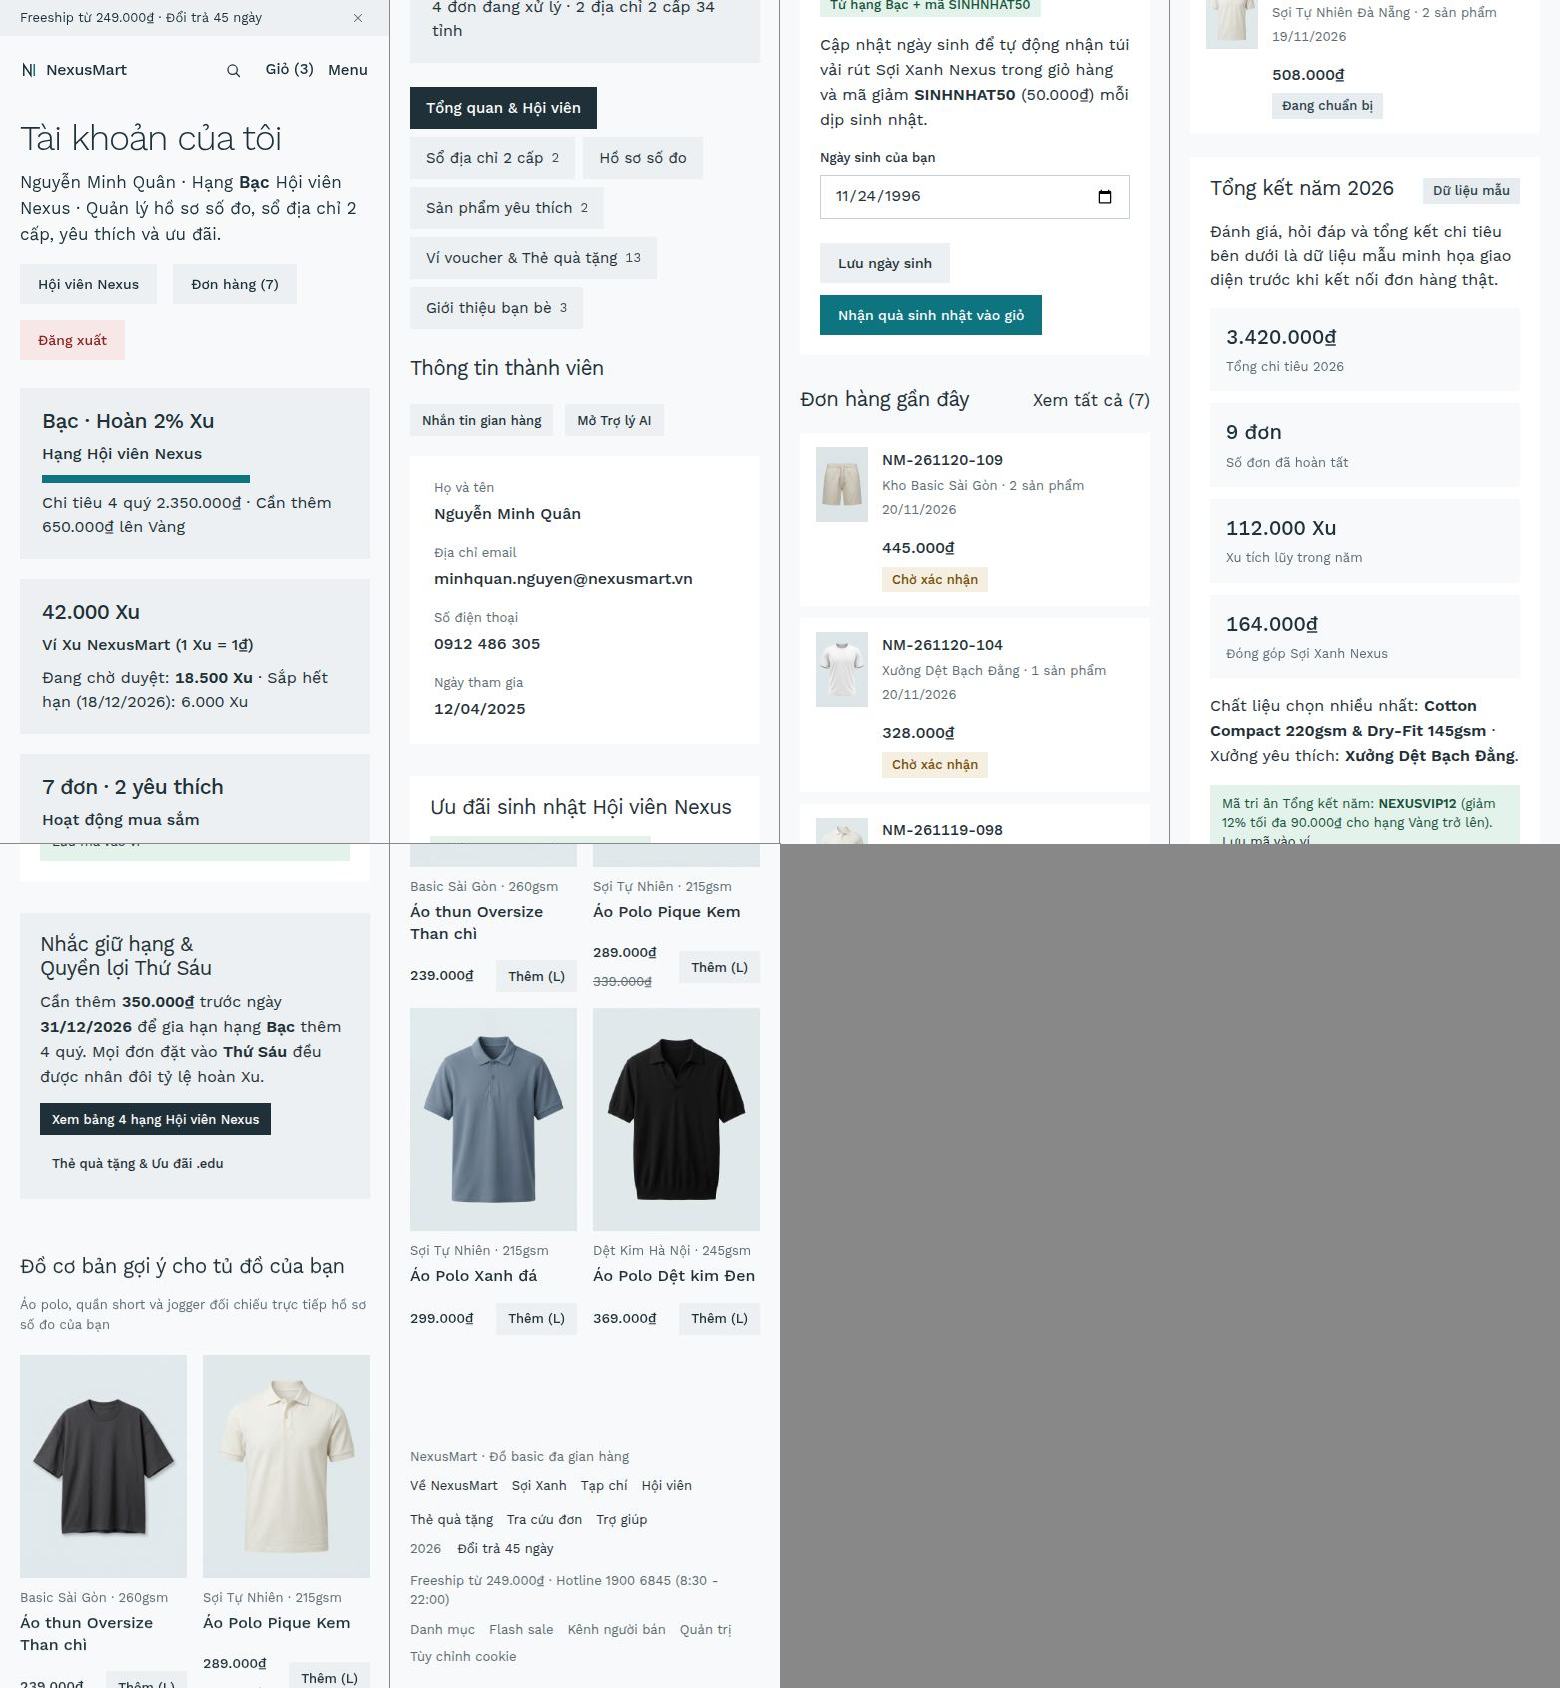 Freeship từ 249.000₫ · Đổi trả 45 ngày
NexusMart
Giỏ (3)
Menu
Tài khoản của tôi
Nguyễn Minh Quân · Hạng Bạc Hội viên
Nexus · Quản lý hồ sơ số đo, sổ địa chỉ 2
cấp, yêu thích và ưu đãi.
Hội viên Nexus
Đơn hàng (7)
Đăng xuất
Bạc · Hoàn 2% Xu
Hạng Hội viên Nexus
Chi tiêu 4 quý 2.350.000₫ · Cần thêm
650.000₫ lên Vàng
42.000 Xu
Ví Xu NexusMart (1 Xu = 1₫)
Đang chờ duyệt: 18.500 Xu · Sắp hết
hạn (18/12/2026): 6.000 Xu
7 đơn · 2 yêu thích
Hoạt động mua sắm
4 đơn đang xử lý · 2 địa chỉ 2 cấp 34
tỉnh
Tổng quan & Hội viên
Sổ địa chỉ 2 cấp 2
Hồ sơ số đo
Sản phẩm yêu thích 2
Ví voucher & Thẻ quà tặng 13
Giới thiệu bạn bè 3
Thông tin thành viên
Nhắn tin gian hàng
Mở Trợ lý AI
Họ và tên
Nguyễn Minh Quân
Địa chỉ email
minhquan.nguyen@nexusmart.vn
Số điện thoại
0912 486 305
Ngày tham gia
12/04/2025
Ưu đãi sinh nhật Hội viên Nexus
Từ hạng Bạc + mã SINHNHAT50
Cập nhật ngày sinh để tự động nhận túi
vải rút Sợi Xanh Nexus trong giỏ hàng
và mã giảm SINHNHAT50 (50.000₫) mỗi
dịp sinh nhật.
Ngày sinh của bạn
11/24/1996
Lưu ngày sinh
Nhận quà sinh nhật vào giỏ
Đơn hàng gần đây
Xem tất cả (7)
NM-261120-109
Kho Basic Sài Gòn · 2 sản phẩm
20/11/2026
445.000₫
Chờ xác nhận
NM-261120-104
Xưởng Dệt Bạch Đằng · 1 sản phẩm
20/11/2026
328.000₫
Chờ xác nhận
NM-261119-098
Sợi Tự Nhiên Đà Nẵng · 2 sản phẩm
19/11/2026
508.000₫
Đang chuẩn bị
Tổng kết năm 2026
Dữ liệu mẫu
Đánh giá, hỏi đáp và tổng kết chi tiêu
bên dưới là dữ liệu mẫu minh họa giao
diện trước khi kết nối đơn hàng thật.
3.420.000₫
Tổng chi tiêu 2026
9 đơn
Số đơn đã hoàn tất
112.000 Xu
Xu tích lũy trong năm
164.000₫
Đóng góp Sợi Xanh Nexus
Chất liệu chọn nhiều nhất: Cotton
Compact 220gsm & Dry-Fit 145gsm ·
Xưởng yêu thích: Xưởng Dệt Bạch Đằng.
Mã tri ân Tổng kết năm: NEXUSVIP12 (giảm
12% tối đa 90.000₫ cho hạng Vàng trở lên).
Lưu mã vào ví
Lưu mã vào ví
Nhắc giữ hạng &
Quyền lợi Thứ Sáu
Cần thêm 350.000₫ trước ngày
31/12/2026 để gia hạn hạng Bạc thêm
4 quý. Mọi đơn đặt vào Thứ Sáu đều
được nhân đôi tỷ lệ hoàn Xu.
Xem bảng 4 hạng Hội viên Nexus
Thẻ quà tặng & Ưu đãi .edu
Đồ cơ bản gợi ý cho tủ đồ của bạn
Áo polo, quần short và jogger đối chiếu trực tiếp hồ sơ
số đo của bạn
Basic Sài Gòn · 260gsm
Áo thun Oversize
Than chì
239.000₫
Thêm (L)
Sợi Tự Nhiên · 215gsm
Áo Polo Pique Kem
289.000₫
Thêm (L)
Basic Sài Gòn · 260gsm
Áo thun Oversize
Than chì
239.000₫
Thêm (L)
Sợi Tự Nhiên · 215gsm
Áo Polo Pique Kem
289.000₫
339.000₫
Thêm (L)
Sợi Tự Nhiên · 215gsm
Áo Polo Xanh đá
299.000₫
Thêm (L)
Dệt Kim Hà Nội · 245gsm
Áo Polo Dệt kim Đen
369.000₫
Thêm (L)
NexusMart · Đồ basic đa gian hàng
Về NexusMart
Sợi Xanh
Tạp chí
Hội viên
Thẻ quà tặng
Tra cứu đơn
Trợ giúp
2026
Đổi trả 45 ngày
Freeship từ 249.000₫ · Hotline 1900 6845 (8:30 -
22:00)
Danh mục
Flash sale
Kênh người bán
Quản trị
Tùy chỉnh cookie